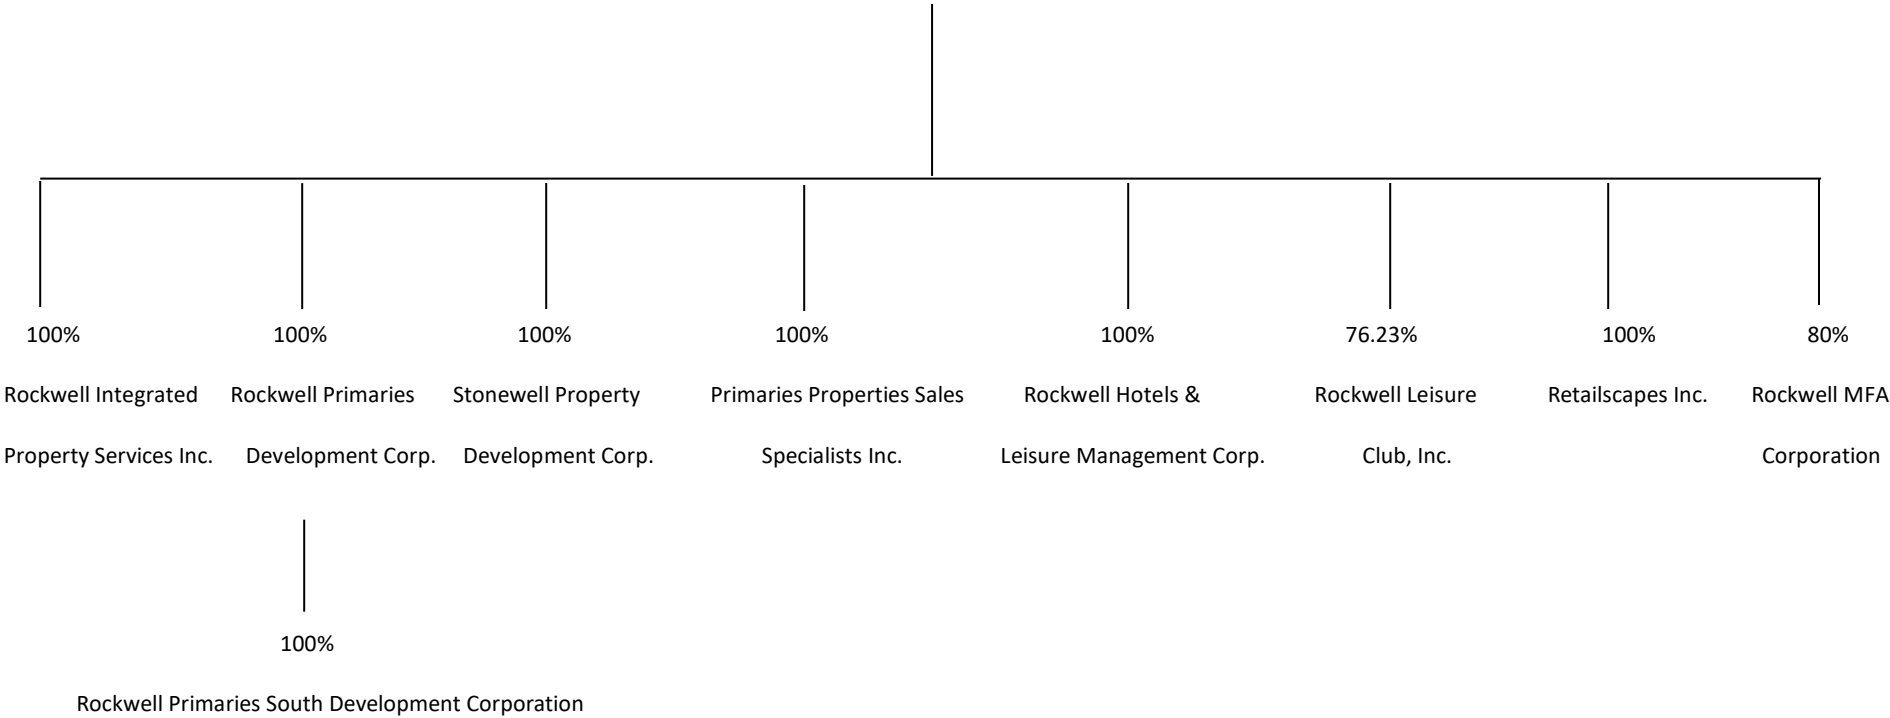 100% 100% 100% 100% 100% 76.23% 100% 80%
Rockwell Integrated Rockwell Primaries Stonewell Property Primaries Properties Sales Rockwell Hotels & Rockwell Leisure Retailscapes Inc. Rockwell MFA
Property Services Inc. Development Corp. Development Corp. Specialists Inc. Leisure Management Corp. Club, Inc. Corporation
100%
Rockwell Primaries South Development Corporation